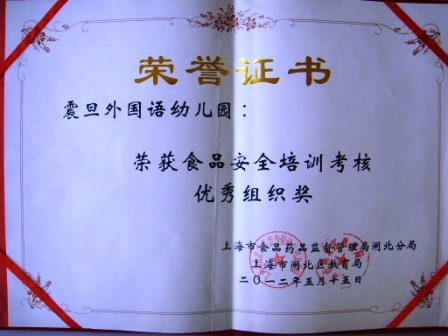 荣誉证书
震旦外国语幼儿园：
荣获食品安全培训考核
优秀组织奖
上海市食品药品监督管理局闸北分局
上海市闸北区教育局
二〇一二年五月十五日